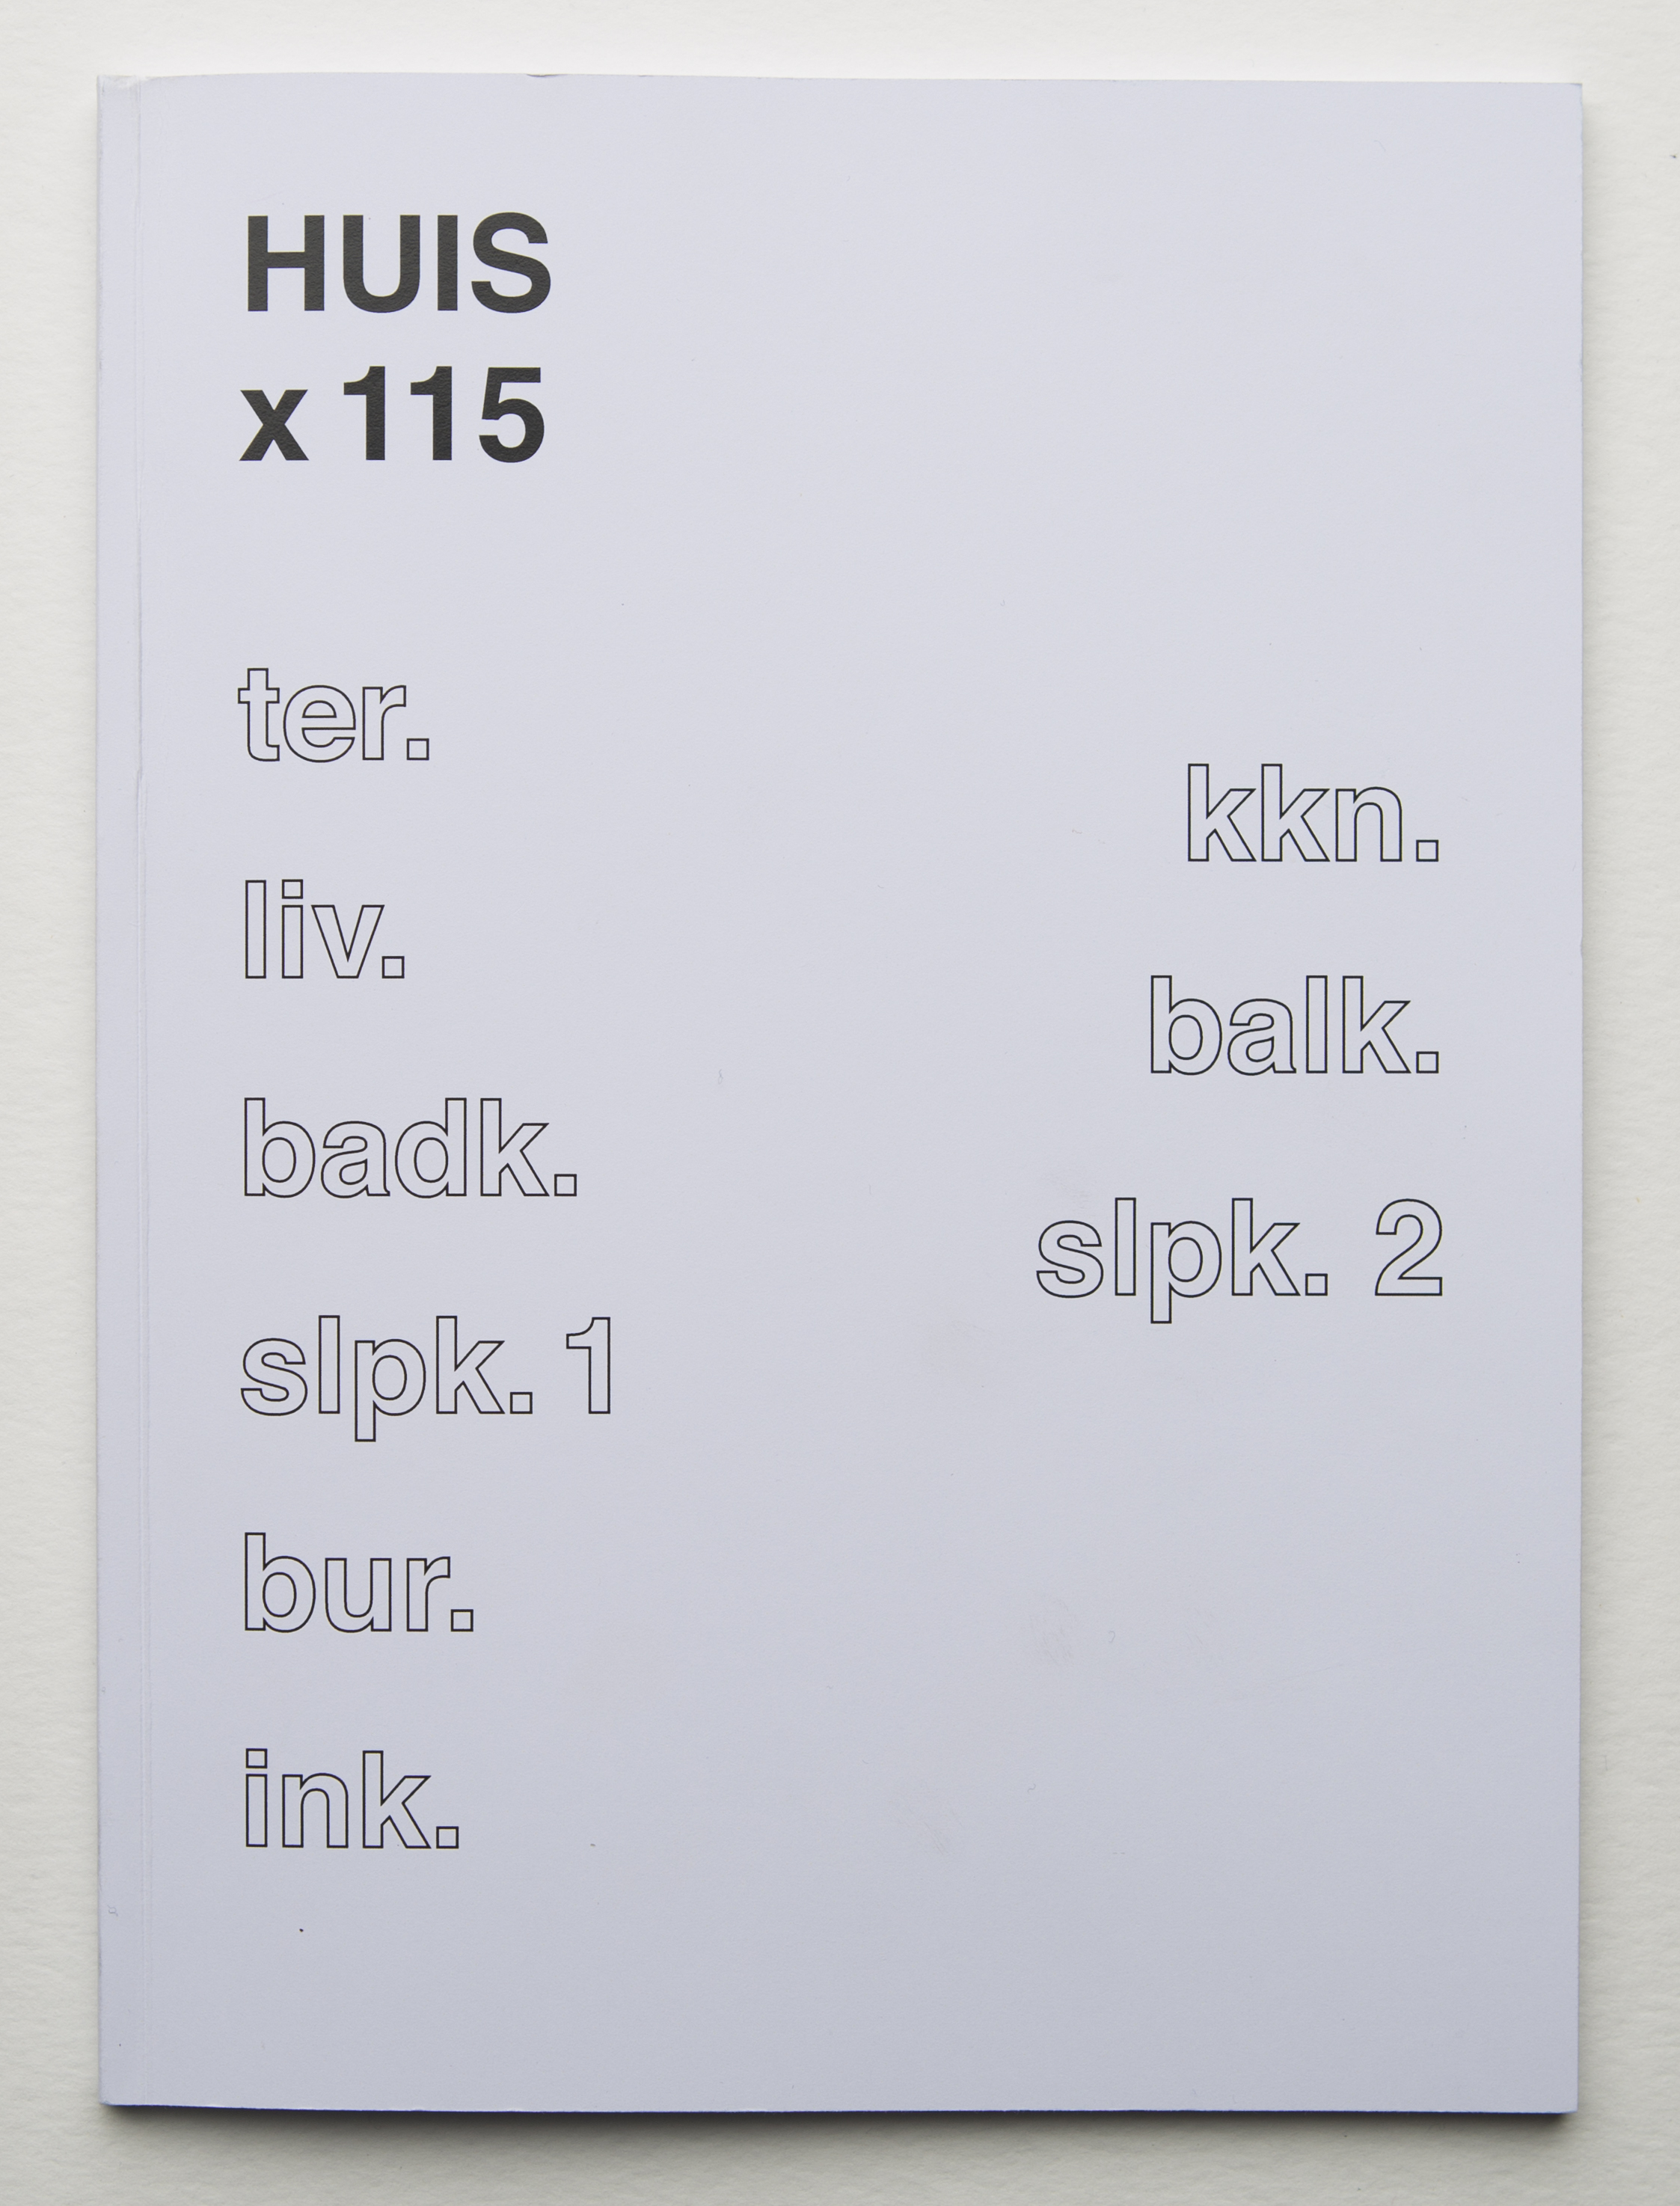 HUIS
x 115
ter.
liv.
badk.
slpk. 1
bur.
ink.
kkn.
balk.
slpk. 2